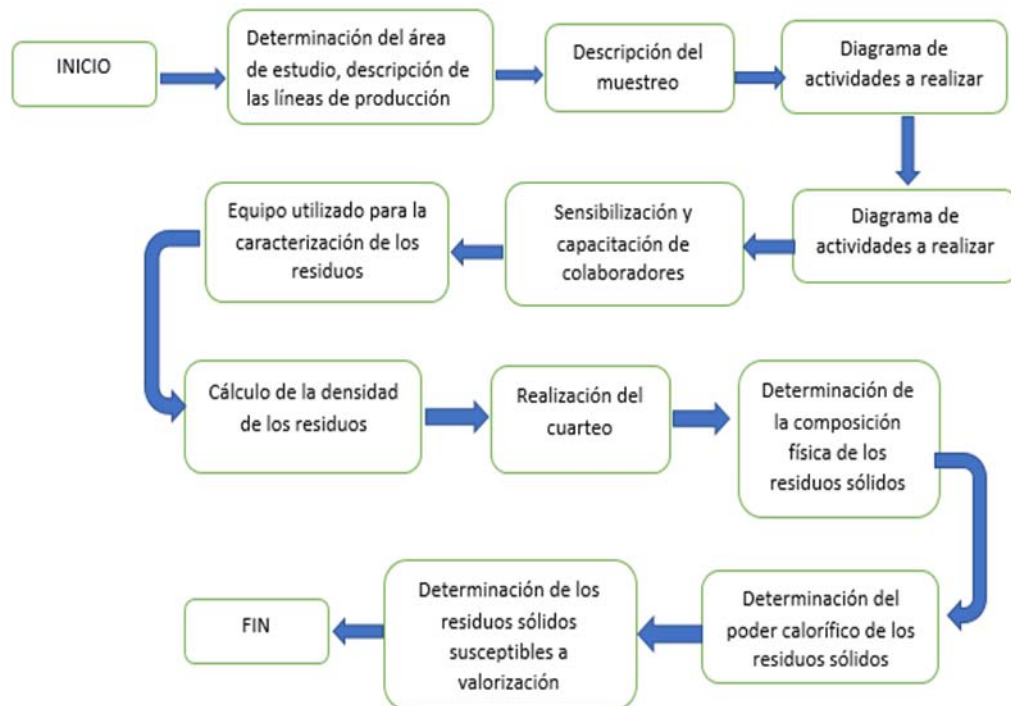 INICIO
Determinación del área
de estudio, descripción de
las líneas de producción
Descripción del
muestreo
Diagrama de
actividades a realizar
Diagrama de
actividades a realizar
Sensibilización y
capacitación de
colaboradores
Equipo utilizado para la
caracterización de los
residuos
Cálculo de la densidad
de los residuos
Realización del
cuarteo
Determinación de
la composición
física de los
residuos sólidos
Determinación del
poder calorífico de los
residuos sólidos
Determinación de los
residuos sólidos
susceptibles a
valorización
FIN